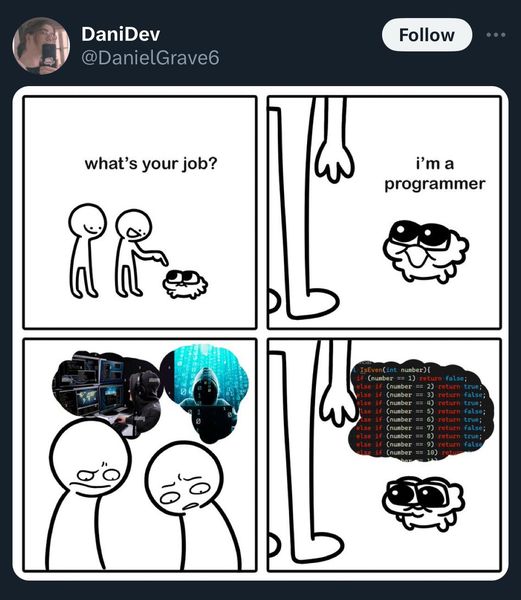 DaniDev
@DanielGrave6
Follow
what's your job?
i'm a
programmer
IsEven(int number){
if (number == 1) return false;
else if (number == 2) return true;
else if (number == 3) return false;
else if (number == 4) return true;
else if (number == 5) return false;
else if (number == 6) return true;
else if (number == 7) return false;
else if (number == 8) return true;
else if (number == 9) return false
else if (number == 10) return
(number ==